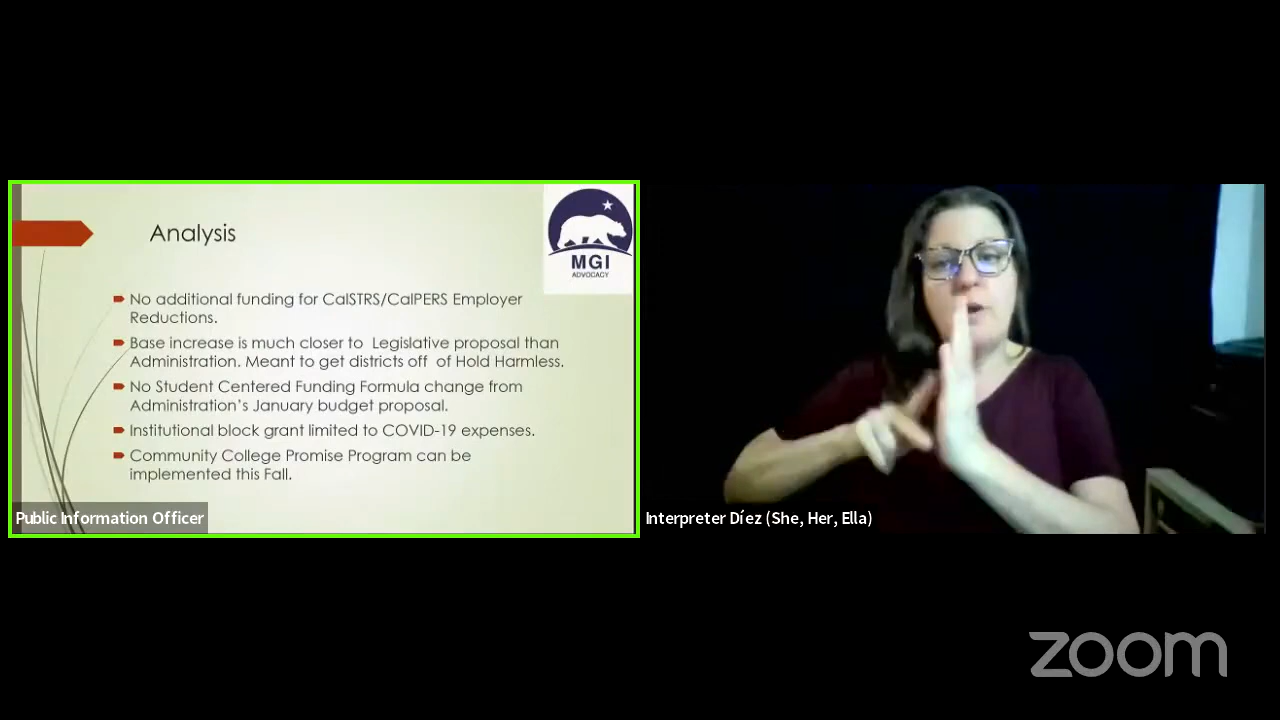 Analysis
MGI
ADVOCACY
No additional funding for CalSTRS/CalPERS Employer
Reductions.
Base increase is much closer to  Legislative proposal than
Administration. Meant to get districts off  of Hold Harmless.
No Student Centered Funding Formula change from
Administration’s January budget proposal.
Institutional block grant limited to COVID-19 expenses.
Community College Promise Program can be
implemented this Fall.
Public Information Officer
Interpreter Díez (She, Her, Ella)
zoom